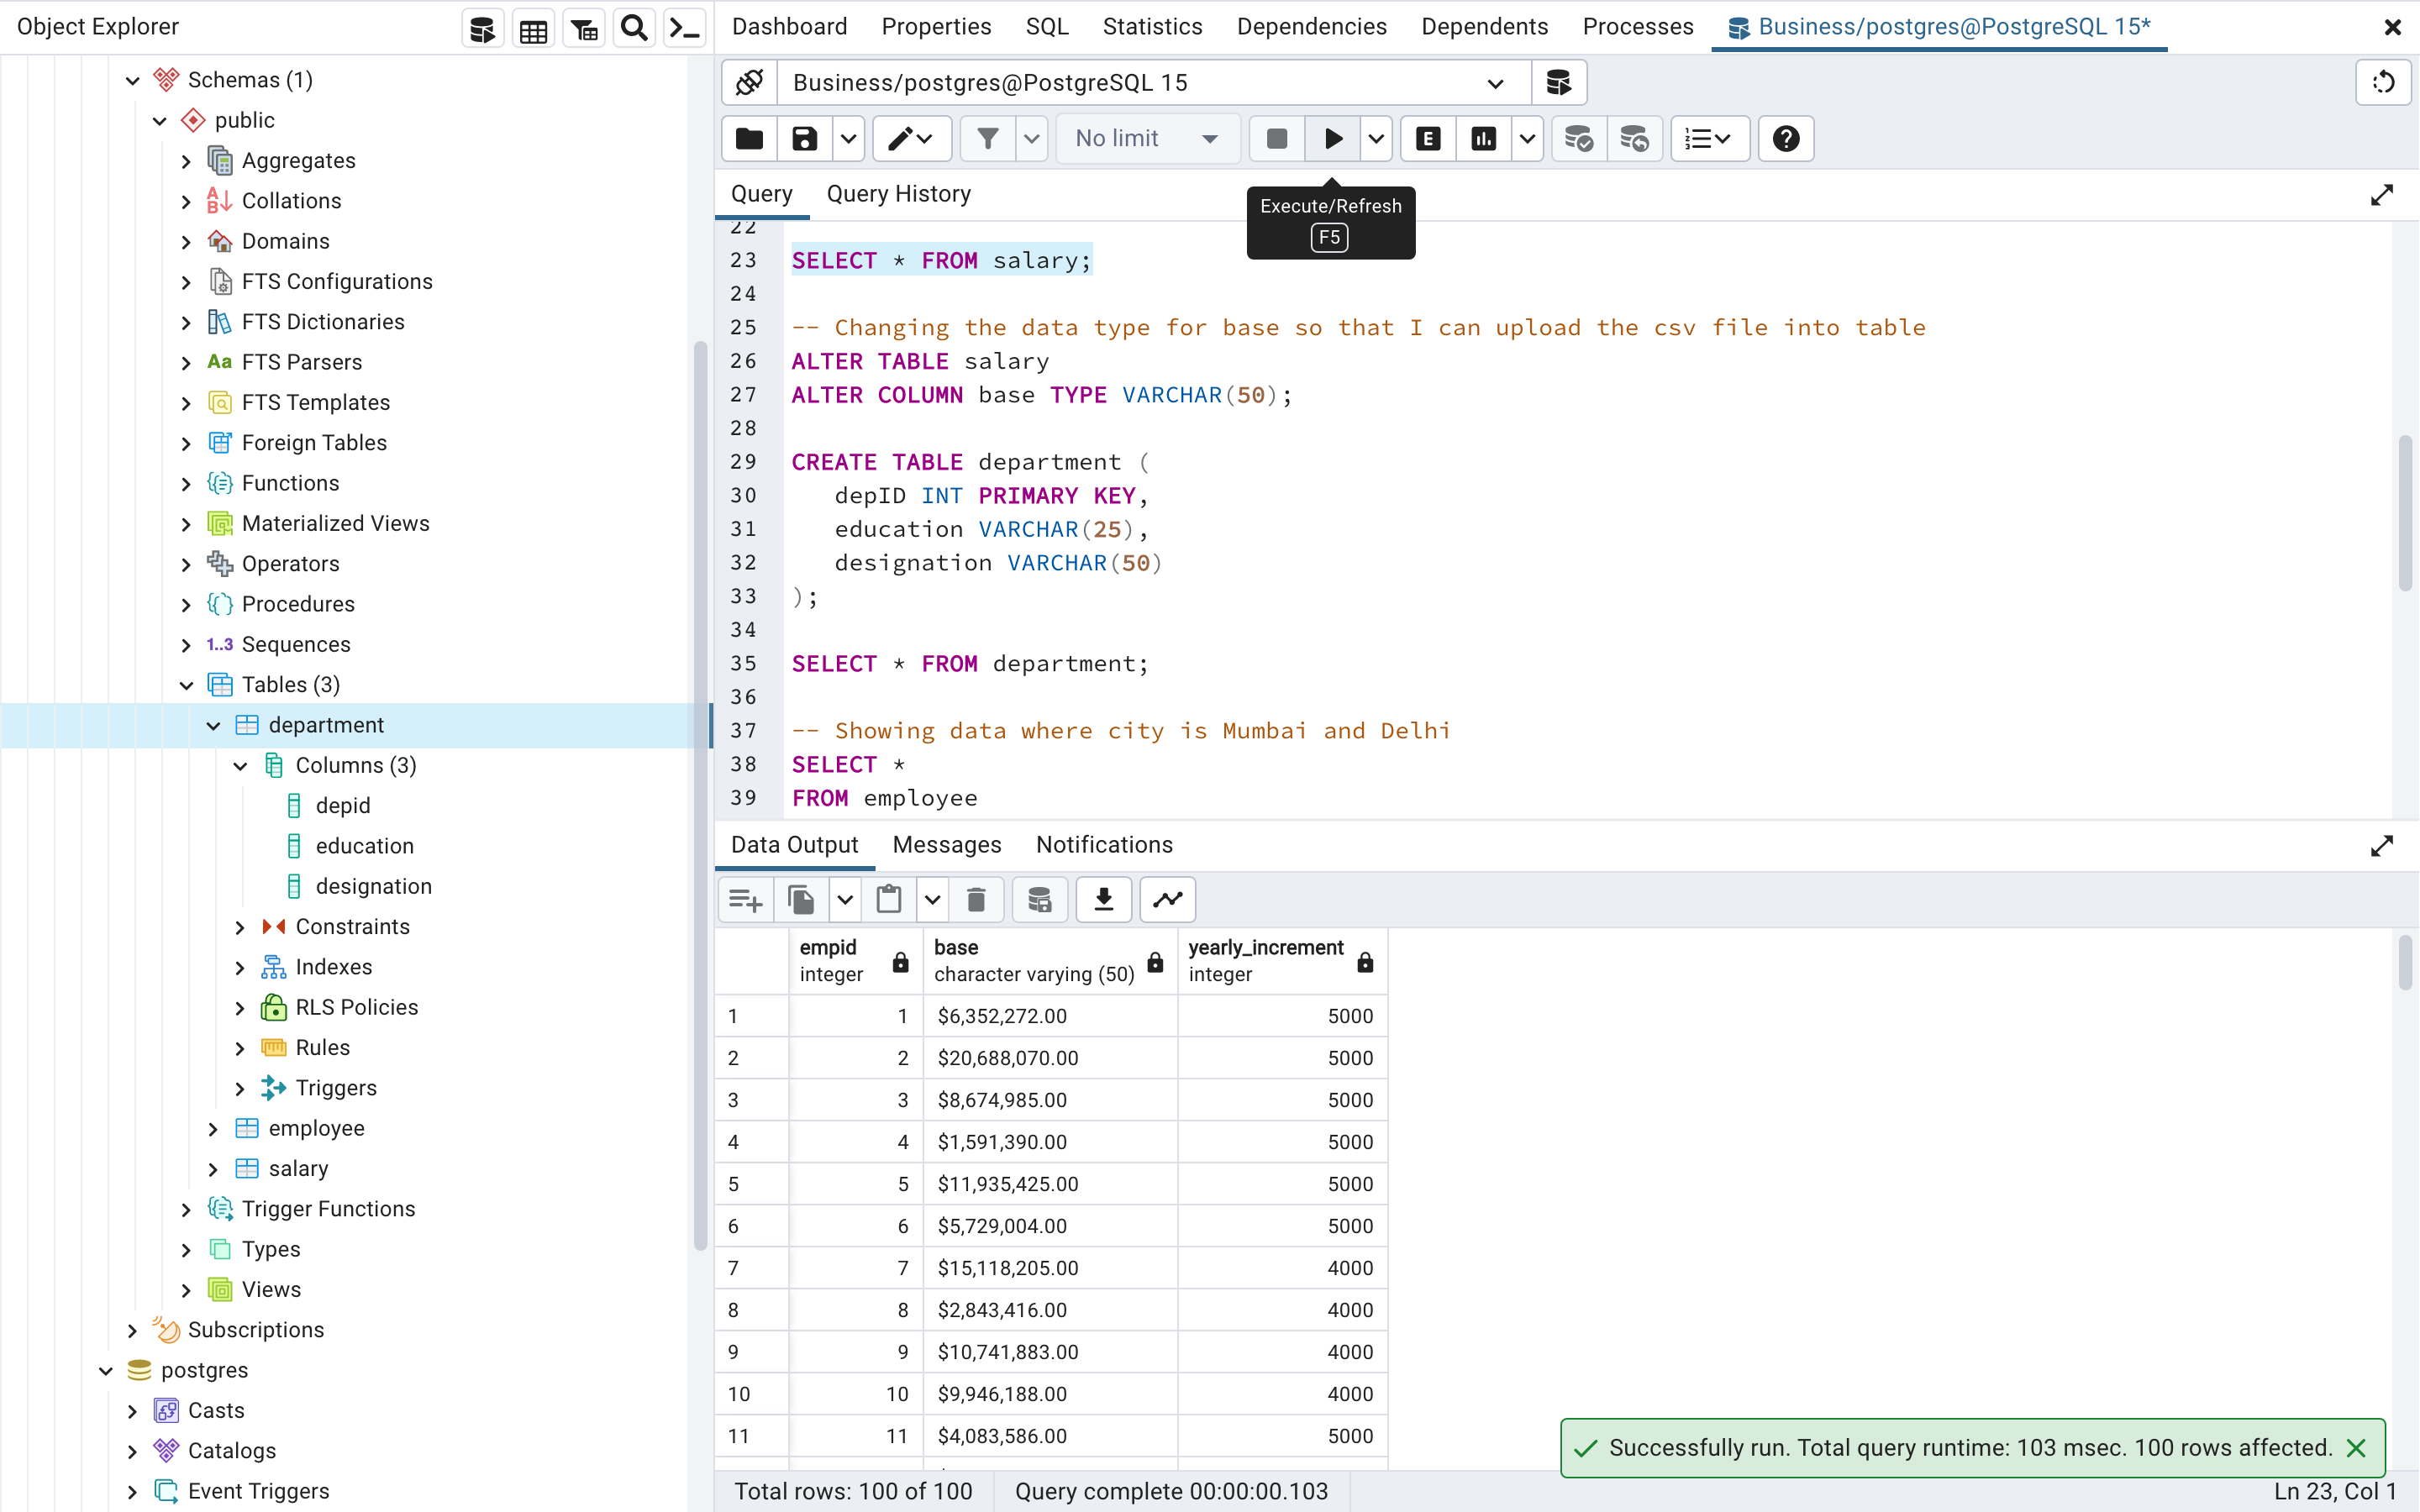 Object Explorer
Dashboard Properties SQL Statistics Dependencies Dependents Processes Business/postgres@PostgreSQL 15*
Schemas (1)
public
Aggregates
Collations
Domains
FTS Configurations
FTS Dictionaries
Aa FTS Parsers
FTS Templates
Foreign Tables
Functions
Materialized Views
Operators
Procedures
1..3 Sequences
Tables (3)
department
Columns (3)
depid
education
designation
Constraints
Indexes
RLS Policies
Rules
Triggers
employee
salary
Trigger Functions
Types
Views
Subscriptions
postgres
Casts
Catalogs
Event Triggers
Business/postgres@PostgreSQL 15
No limit
E
Query Query History
Execute/Refresh
F5
22
23 SELECT * FROM salary;
24
25 -- Changing the data type for base so that I can upload the csv file into table
26 ALTER TABLE salary
27 ALTER COLUMN base TYPE VARCHAR(50);
28
29 CREATE TABLE department (
30 depID INT PRIMARY KEY,
31 education VARCHAR(25),
32 designation VARCHAR(50)
33 );
34
35 SELECT * FROM department;
36
37 -- Showing data where city is Mumbai and Delhi
38 SELECT *
39 FROM employee
Data Output Messages Notifications
empid base yearly_increment
integer character varying (50) integer
1 1 $6,352,272.00 5000
2 2 $20,688,070.00 5000
3 3 $8,674,985.00 5000
4 4 $1,591,390.00 5000
5 5 $11,935,425.00 5000
6 6 $5,729,004.00 5000
7 7 $15,118,205.00 4000
8 8 $2,843,416.00 4000
9 9 $10,741,883.00 4000
10 10 $9,946,188.00 4000
11 11 $4,083,586.00 5000
Successfully run. Total query runtime: 103 msec. 100 rows affected.
Total rows: 100 of 100 Query complete 00:00:00.103 Ln 23, Col 1